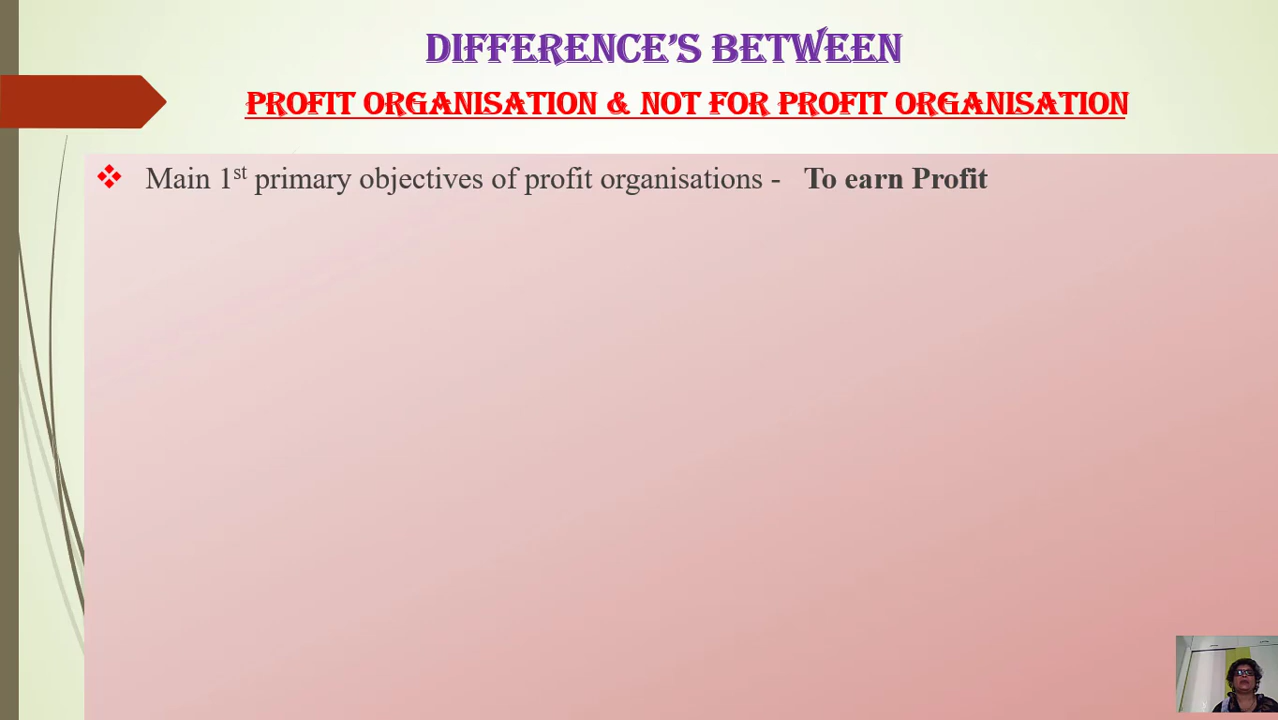 DIFFERENCE'S BETWEEN
PROFIT ORGANISATION & NOT FOR PROFIT ORGANISATION
❖ Main 1st primary objectives of profit organisations - To earn Profit